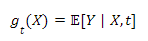 g_t(X) = 𝔼[Y | X,t]